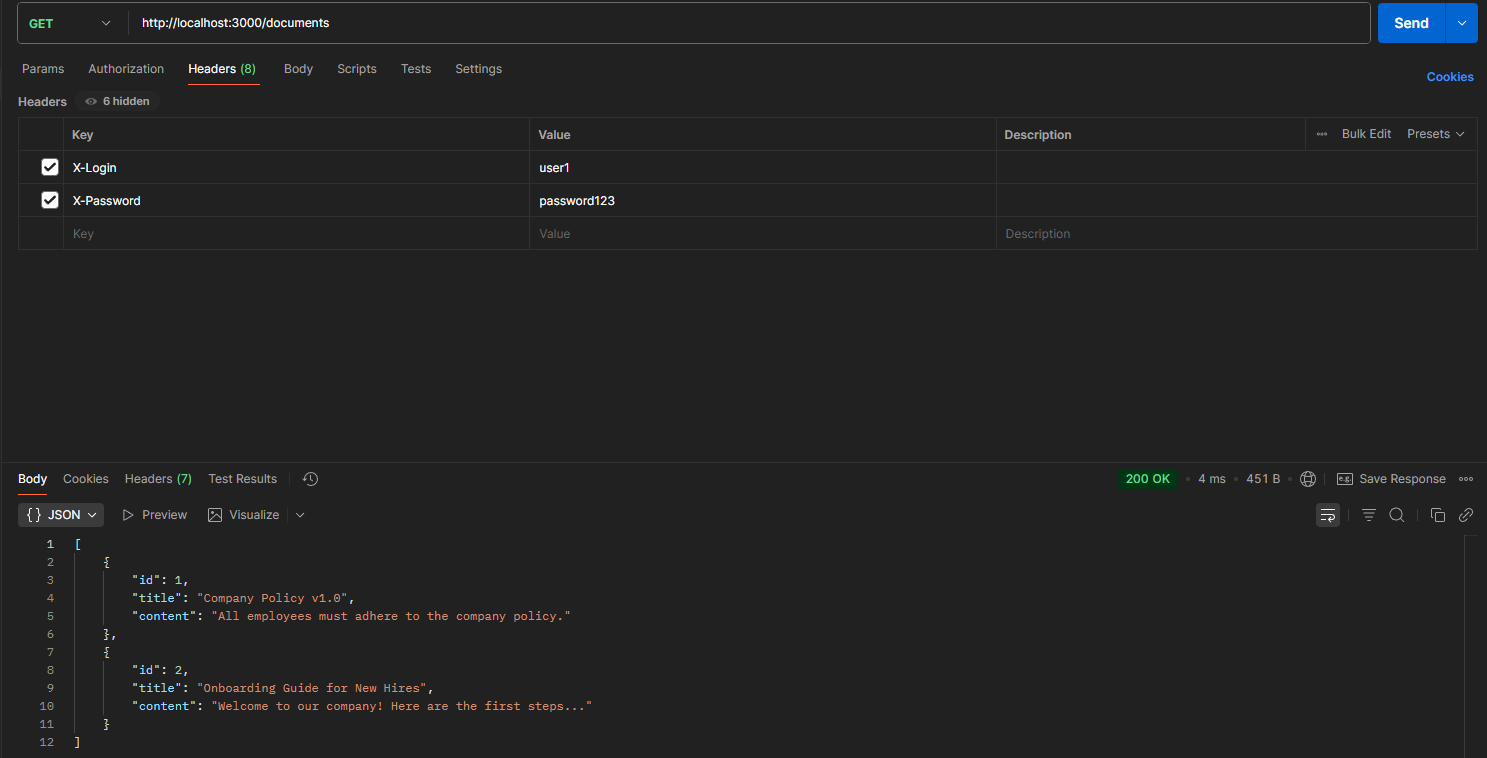 GET http://localhost:3000/documents Send
Params Authorization Headers (8) Body Scripts Tests Settings
Cookies
Headers 6 hidden
Key Value Description Bulk Edit Presets
X-Login user1
X-Password password123
Key Value Description
Body Cookies Headers (7) Test Results 200 OK 4 ms 451 B e.g. Save Response
{} JSON Preview Visualize
1 [
2 {
3 "id": 1,
4 "title": "Company Policy v1.0",
5 "content": "All employees must adhere to the company policy."
6 },
7 {
8 "id": 2,
9 "title": "Onboarding Guide for New Hires",
10 "content": "Welcome to our company! Here are the first steps..."
11 }
12 ]